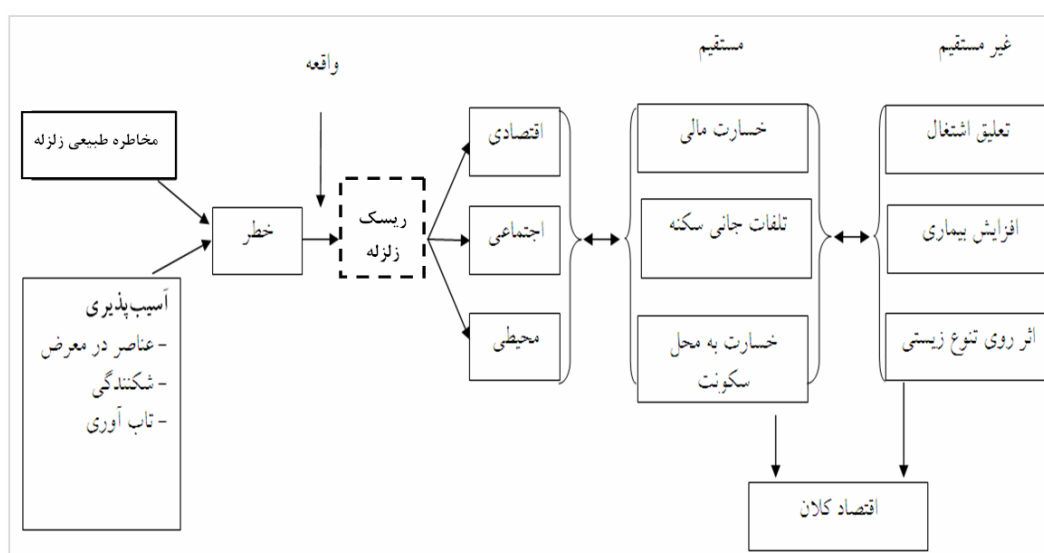 غیر مستقیم
مستقیم
واقعه
مخاطره طبیعی زلزله
اقتصادی
خسارت مالی
تعلیق اشتغال
ریسک
زلزله
خطر
اجتماعی
تلفات جانی سکنه
افزایش بیماری
آسیب‌پذیری
- عناصر در معرض
- شکنندگی
- تاب آوری
محیطی
خسارت به محل
سکونت
اثر روی تنوع زیستی
اقتصاد کلان